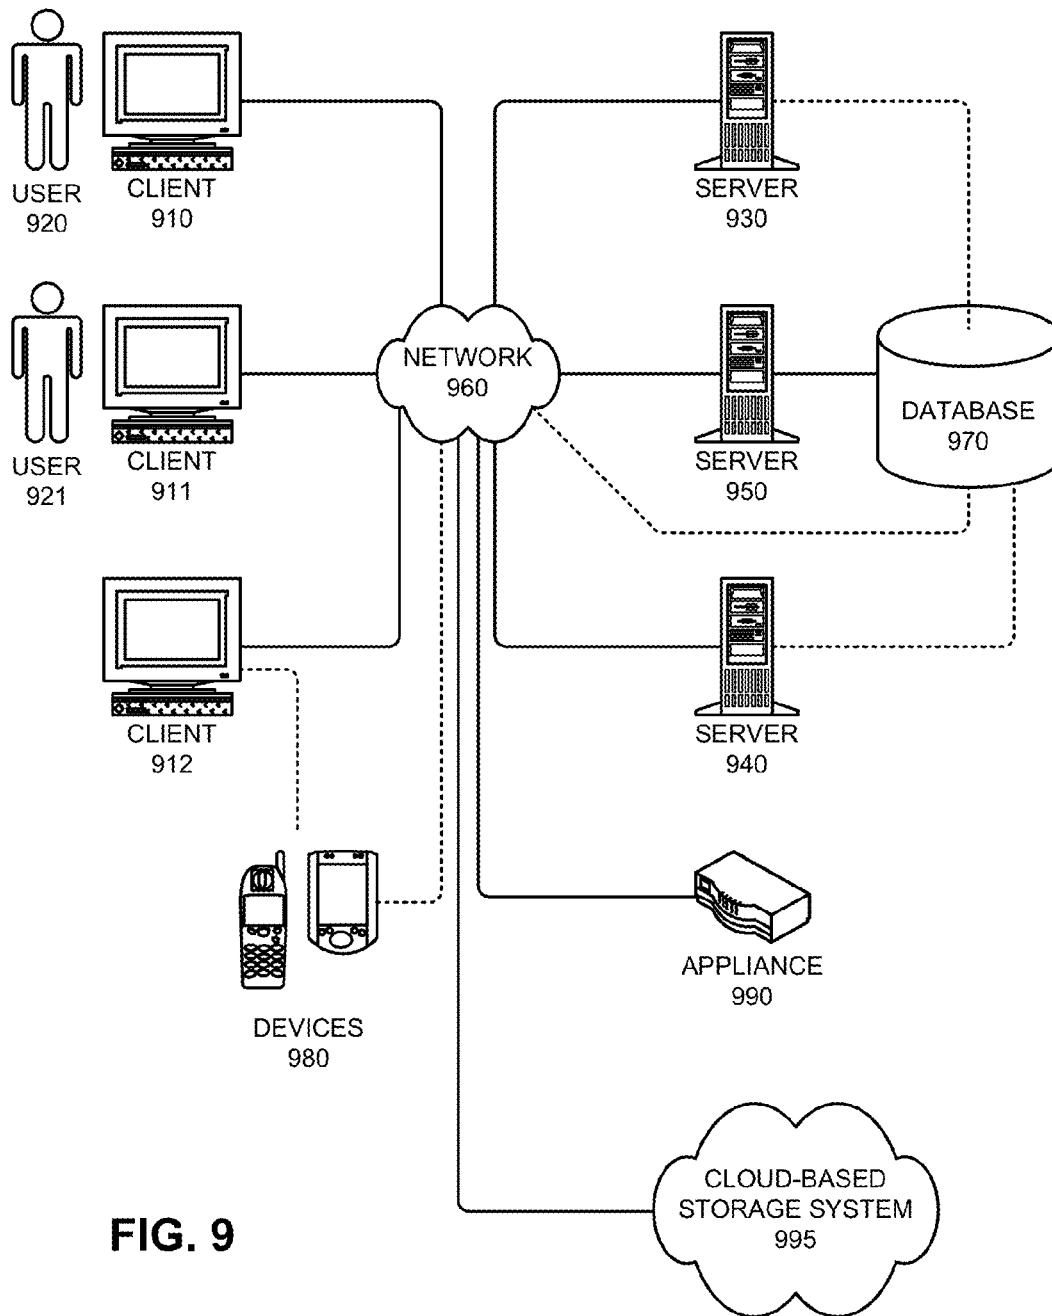 USER
920
CLIENT
910
SERVER
930
USER
921
CLIENT
911
NETWORK
960
SERVER
950
DATABASE
970
CLIENT
912
SERVER
940
DEVICES
980
APPLIANCE
990
CLOUD-BASED
STORAGE SYSTEM
995
FIG. 9